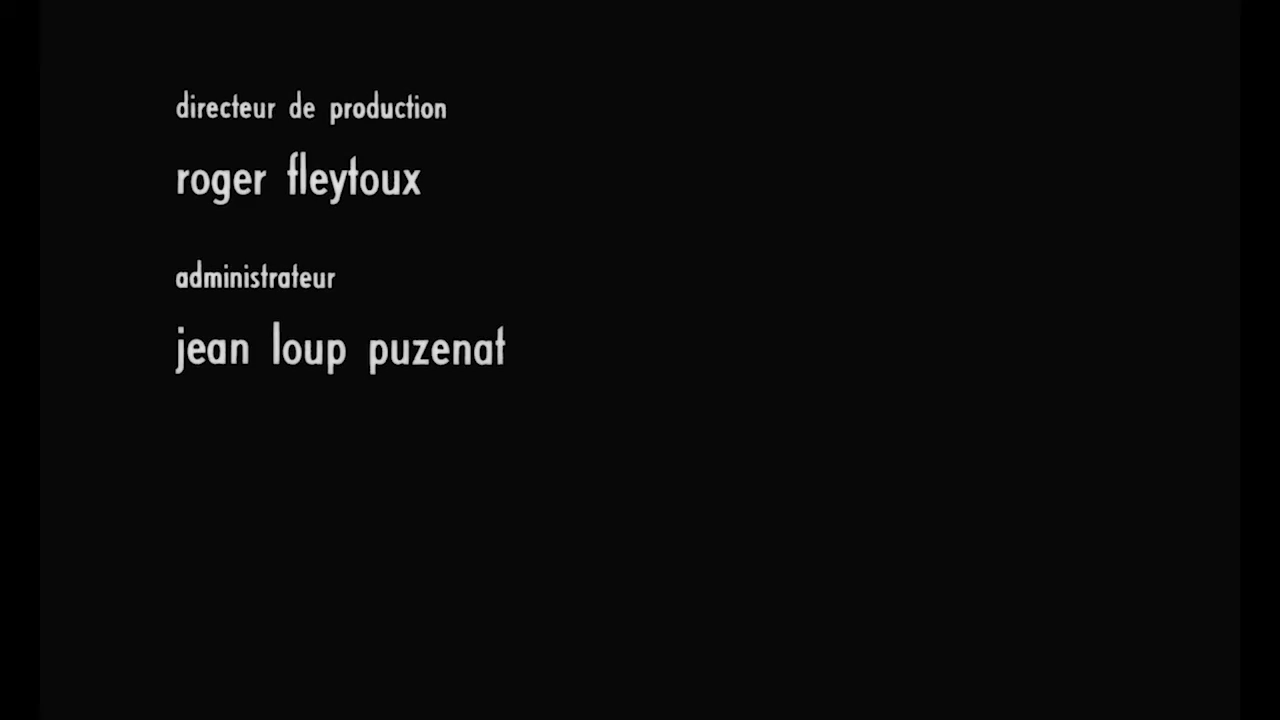 directeur de production
roger fleytoux
administrateur
jean loup puzenat